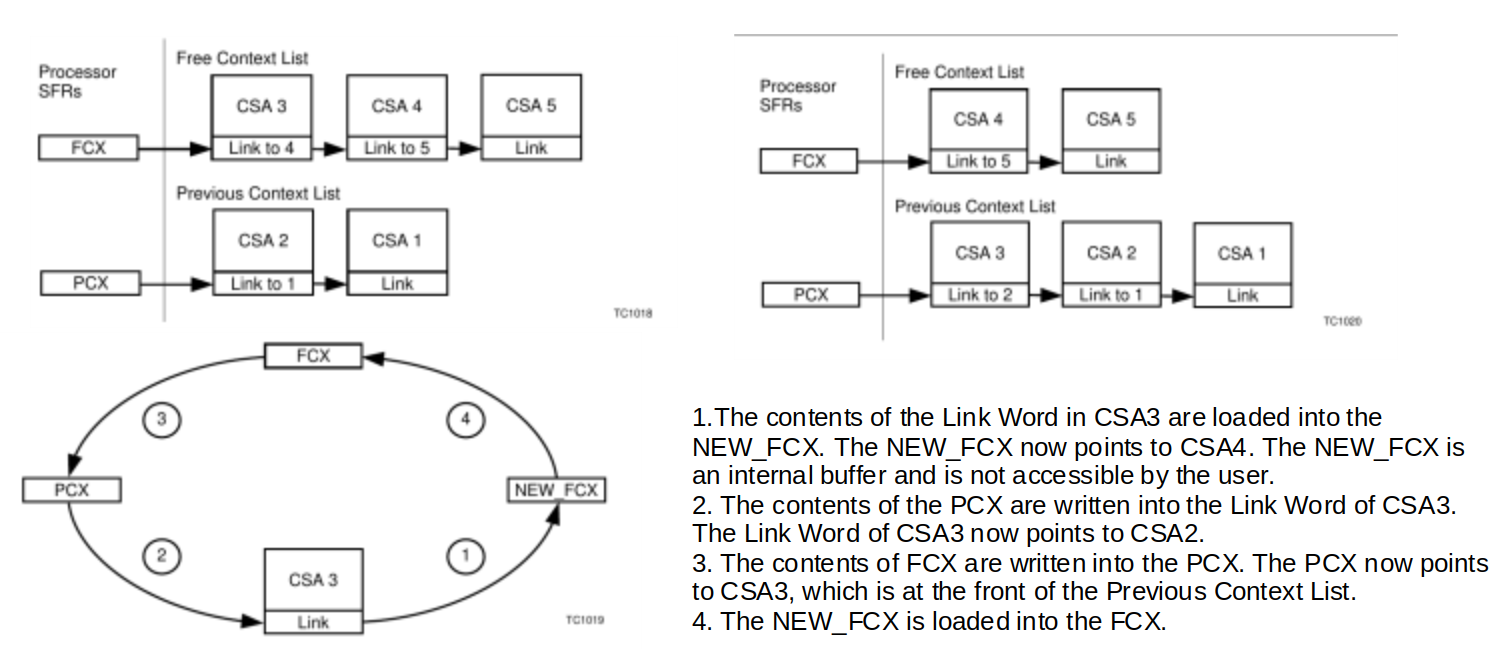 Free Context List
Processor
SFRs
CSA 3
CSA 4
CSA 5
FCX
Link to 4
Link to 5
Link
Previous Context List
CSA 2
CSA 1
PCX
Link to 1
Link
TC1018
Free Context List
Processor
SFRs
CSA 4
CSA 5
FCX
Link to 5
Link
Previous Context List
CSA 3
CSA 2
CSA 1
PCX
Link to 2
Link to 1
Link
TC1020
FCX
3
4
PCX
NEW_FCX
2
1
CSA 3
Link
TC1019
1.The contents of the Link Word in CSA3 are loaded into the
NEW_FCX. The NEW_FCX now points to CSA4. The NEW_FCX is
an internal buffer and is not accessible by the user.
2. The contents of the PCX are written into the Link Word of CSA3.
The Link Word of CSA3 now points to CSA2.
3. The contents of FCX are written into the PCX. The PCX now points
to CSA3, which is at the front of the Previous Context List.
4. The NEW_FCX is loaded into the FCX.